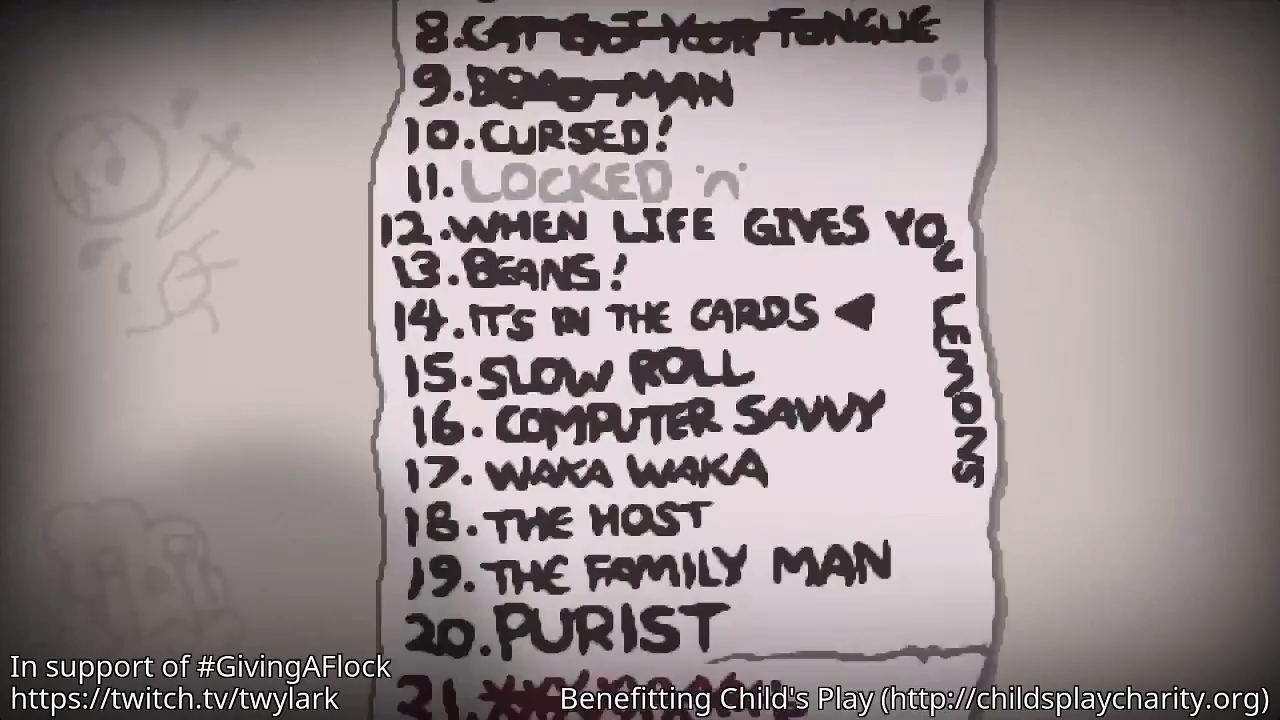 8.CAT GOT YOUR TONGUE
9.DEMO MAN
10.CURSED!
11.LOCKED 'n'
12.WHEN LIFE GIVES YOU LEMONS
13.BEANS!
14.IT'S IN THE CARDS
15.SLOW ROLL
16.COMPUTER SAVVY
17.WAKA WAKA
18.THE HOST
19.THE FAMILY MAN
20.PURIST
21.
In support of #GivingAFlock
https://twitch.tv/twylark
Benefitting Child's Play (http://childsplaycharity.org)